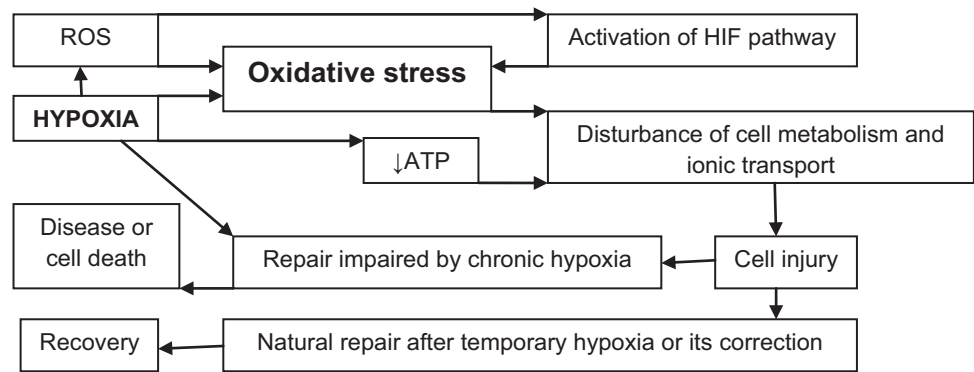 ROS
Activation of HIF pathway
Oxidative stress
HYPOXIA
Disturbance of cell metabolism and
ionic transport
↓ATP
Disease or
cell death
Repair impaired by chronic hypoxia
Cell injury
Recovery
Natural repair after temporary hypoxia or its correction